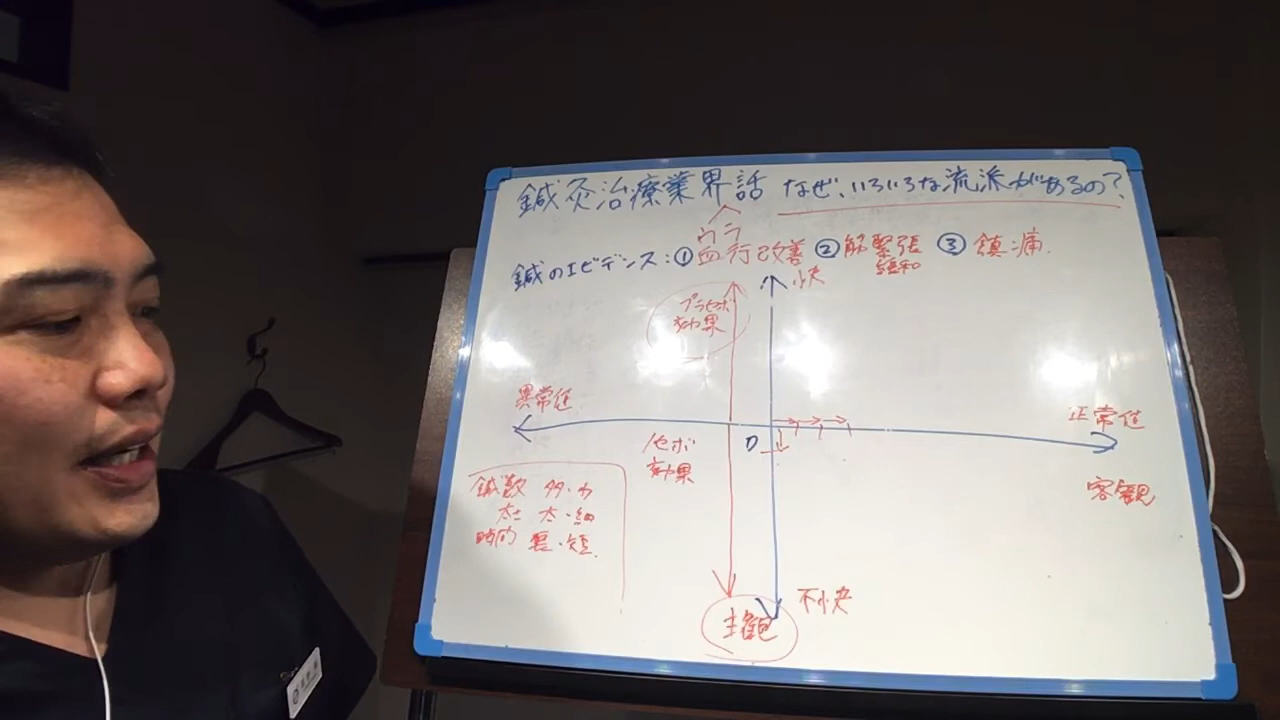 鍼灸治療業界話 なぜ、いろいろな流派があるの?
ウラ
鍼のエビデンス:①血行改善 ②筋緊張 ③鎮痛
緩和
快
プラセボ
効果
異常値
正常値
ノセボ
効果
0
客観
鍼数 多・少
太さ 太・細
時間 長・短
不快
主観